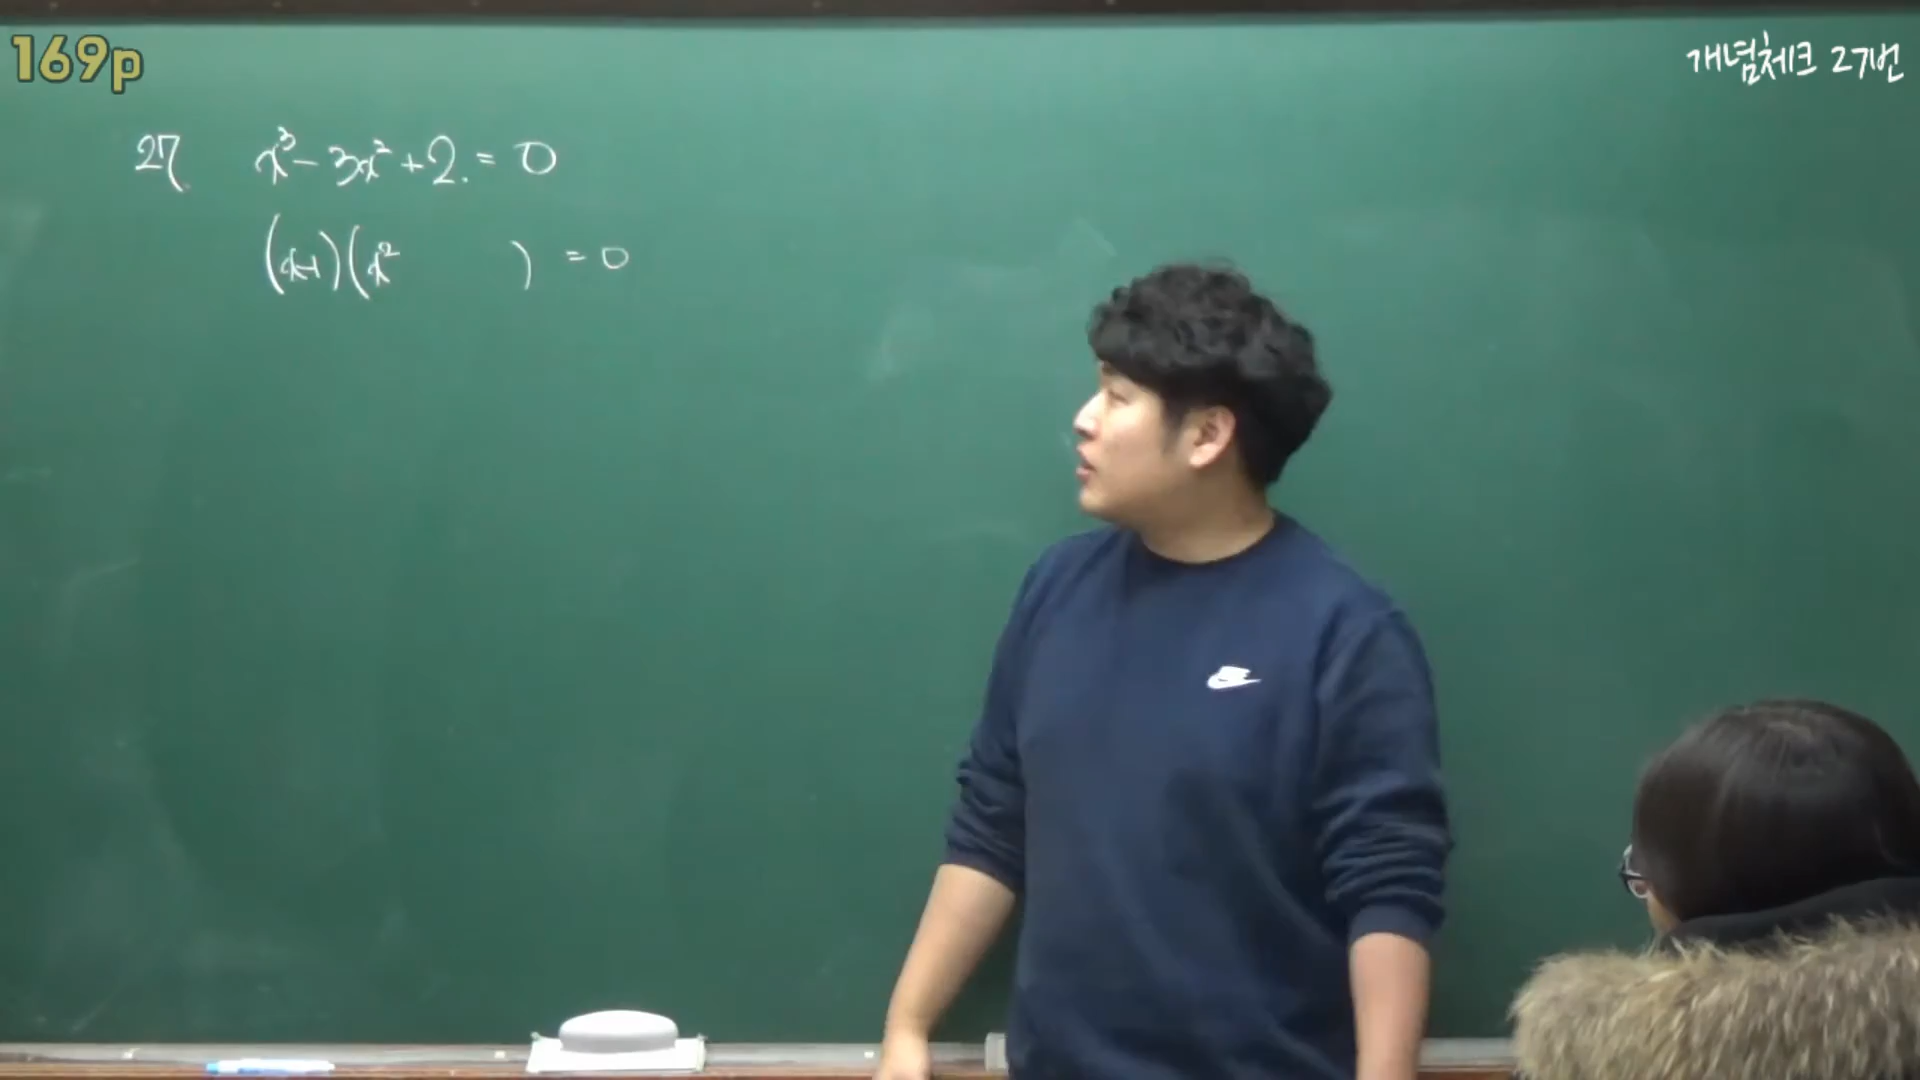 169p
개념체크 27번
27 x³-3x²+2.=0
(x-1)(x² )=0